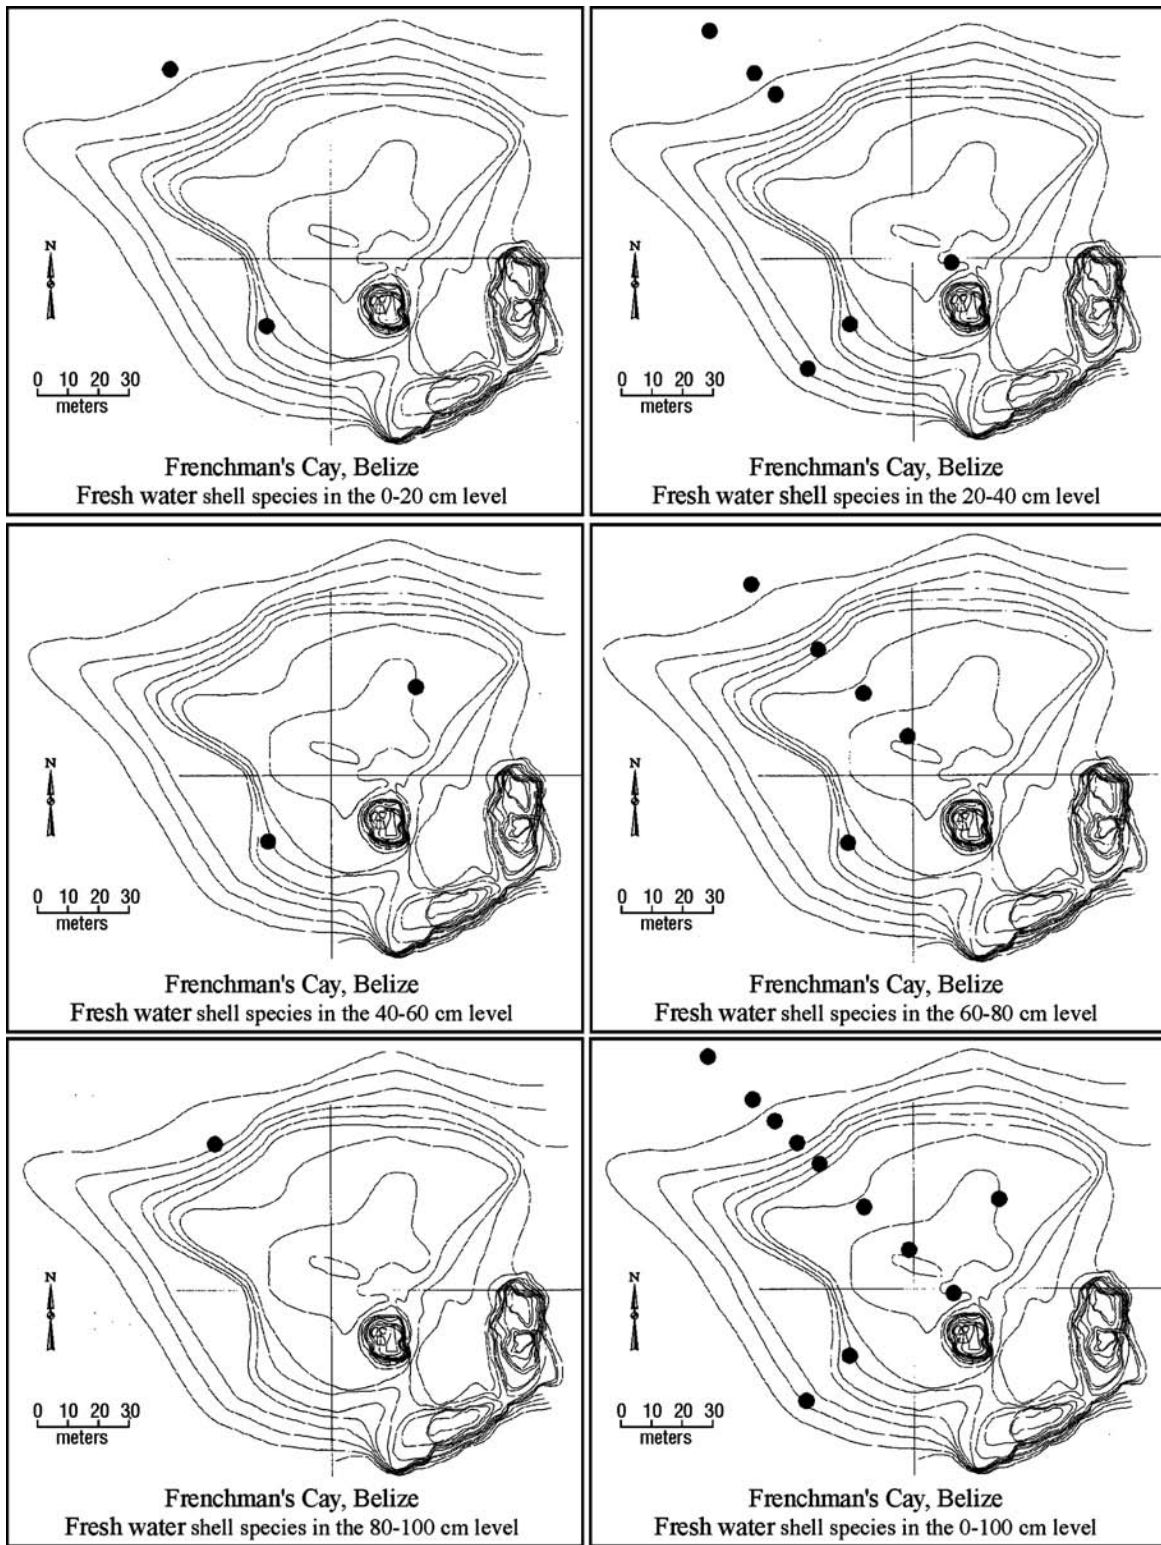 N
0 10 20 30
meters
Frenchman's Cay, Belize
Fresh water shell species in the 0-20 cm level
N
0 10 20 30
meters
Frenchman's Cay, Belize
Fresh water shell species in the 20-40 cm level
N
0 10 20 30
meters
Frenchman's Cay, Belize
Fresh water shell species in the 40-60 cm level
N
0 10 20 30
meters
Frenchman's Cay, Belize
Fresh water shell species in the 60-80 cm level
N
0 10 20 30
meters
Frenchman's Cay, Belize
Fresh water shell species in the 80-100 cm level
N
0 10 20 30
meters
Frenchman's Cay, Belize
Fresh water shell species in the 0-100 cm level